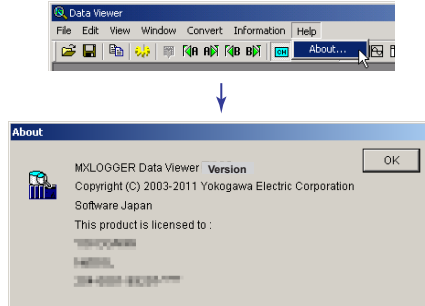 Data Viewer
File Edit View Window Convert Information Help
About...
About
MXLOGGER Data Viewer Version
OK
Copyright (C) 2003-2011 Yokogawa Electric Corporation
Software Japan
This product is licensed to :